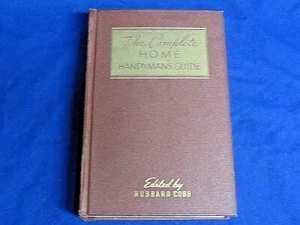 The Complete
HOME
HANDYMAN'S GUIDE
Edited by
HUBBARD COBB